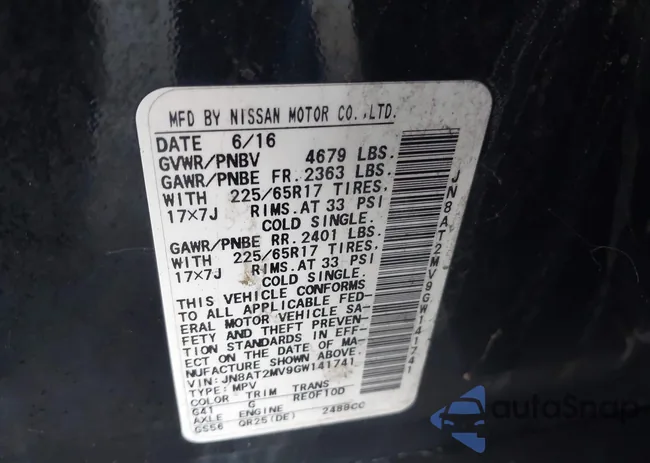 MFD BY NISSAN MOTOR CO.,LTD.
DATE 6/16
GVWR/PNBV 4679 LBS.
GAWR/PNBE FR. 2363 LBS.
WITH 225/65R17 TIRES,
17×7J RIMS.AT 33 PSI
COLD SINGLE.
GAWR/PNBE RR. 2401 LBS.
WITH 225/65R17 TIRES,
17×7J RIMS.AT 33 PSI
COLD SINGLE.
THIS VEHICLE CONFORMS
TO ALL APPLICABLE FED-
ERAL MOTOR VEHICLE SA-
FETY AND THEFT PREVEN-
TION STANDARDS IN EFF-
ECT ON THE DATE OF MA-
NUFACTURE SHOWN ABOVE.
VIN:JN8AT2MV9GW141741
TYPE: MPV
COLOR TRIM TRANS
G41 G RE0F10D
AXLE ENGINE
GS56 QR25(DE) 2488CC
JN8AT2MV9GW141741
autoSnap